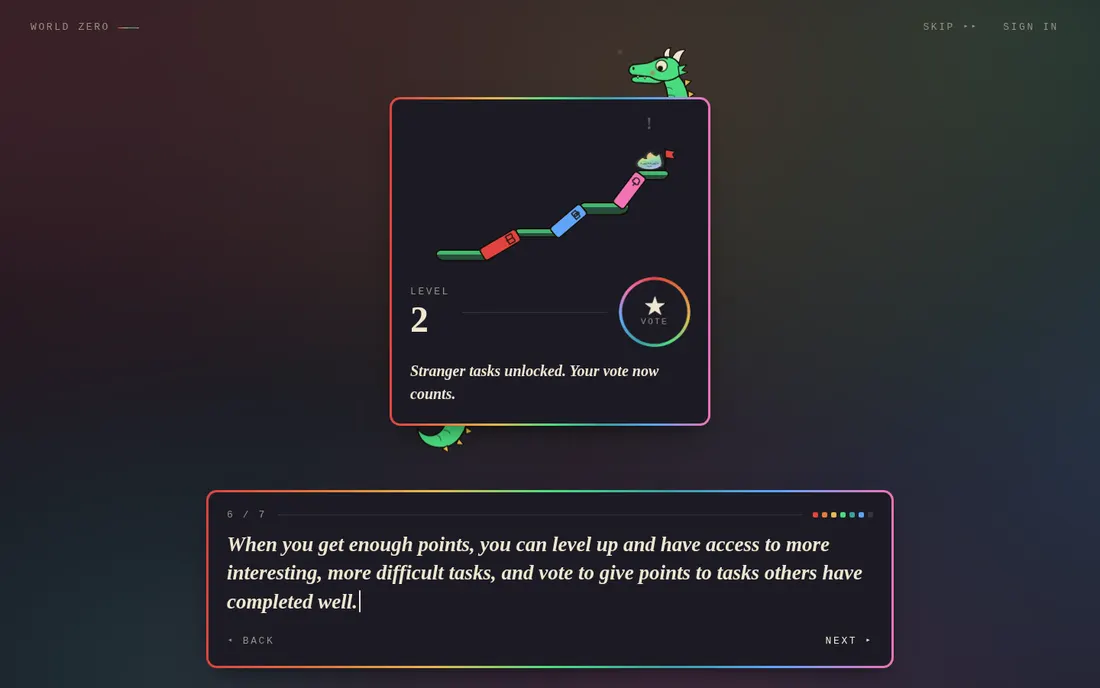 WORLD ZERO
SKIP
SIGN IN
!
LEVEL
2
VOTE
Stranger tasks unlocked. Your vote now
counts.
6 / 7
When you get enough points, you can level up and have access to more
interesting, more difficult tasks, and vote to give points to tasks others have
completed well.
BACK
NEXT